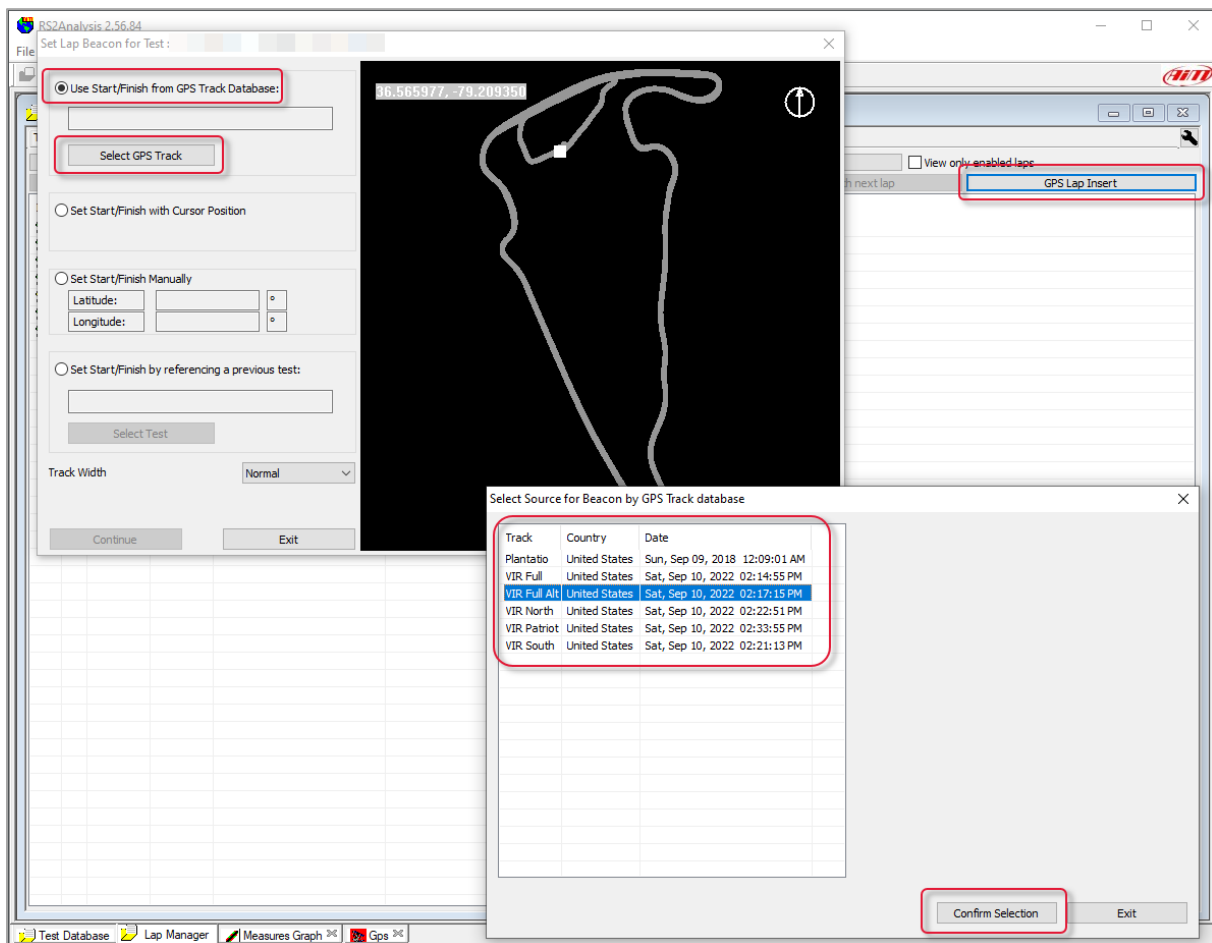 RS2Analysis 2.56.84
File
Set Lap Beacon for Test :
AiM
Use Start/Finish from GPS Track Database:
Select GPS Track
Set Start/Finish with Cursor Position
Set Start/Finish Manually
Latitude: °
Longitude: °
Set Start/Finish by referencing a previous test:
Select Test
Track Width Normal
Continue Exit
36.565977, -79.209350
View only enabled laps
next lap GPS Lap Insert
Select Source for Beacon by GPS Track database
Track Country Date
Plantatio United States Sun, Sep 09, 2018 12:09:01 AM
VIR Full United States Sat, Sep 10, 2022 02:14:55 PM
VIR Full Alt United States Sat, Sep 10, 2022 02:17:15 PM
VIR North United States Sat, Sep 10, 2022 02:22:51 PM
VIR Patriot United States Sat, Sep 10, 2022 02:33:55 PM
VIR South United States Sat, Sep 10, 2022 02:21:13 PM
Confirm Selection Exit
Test Database Lap Manager Measures Graph Gps